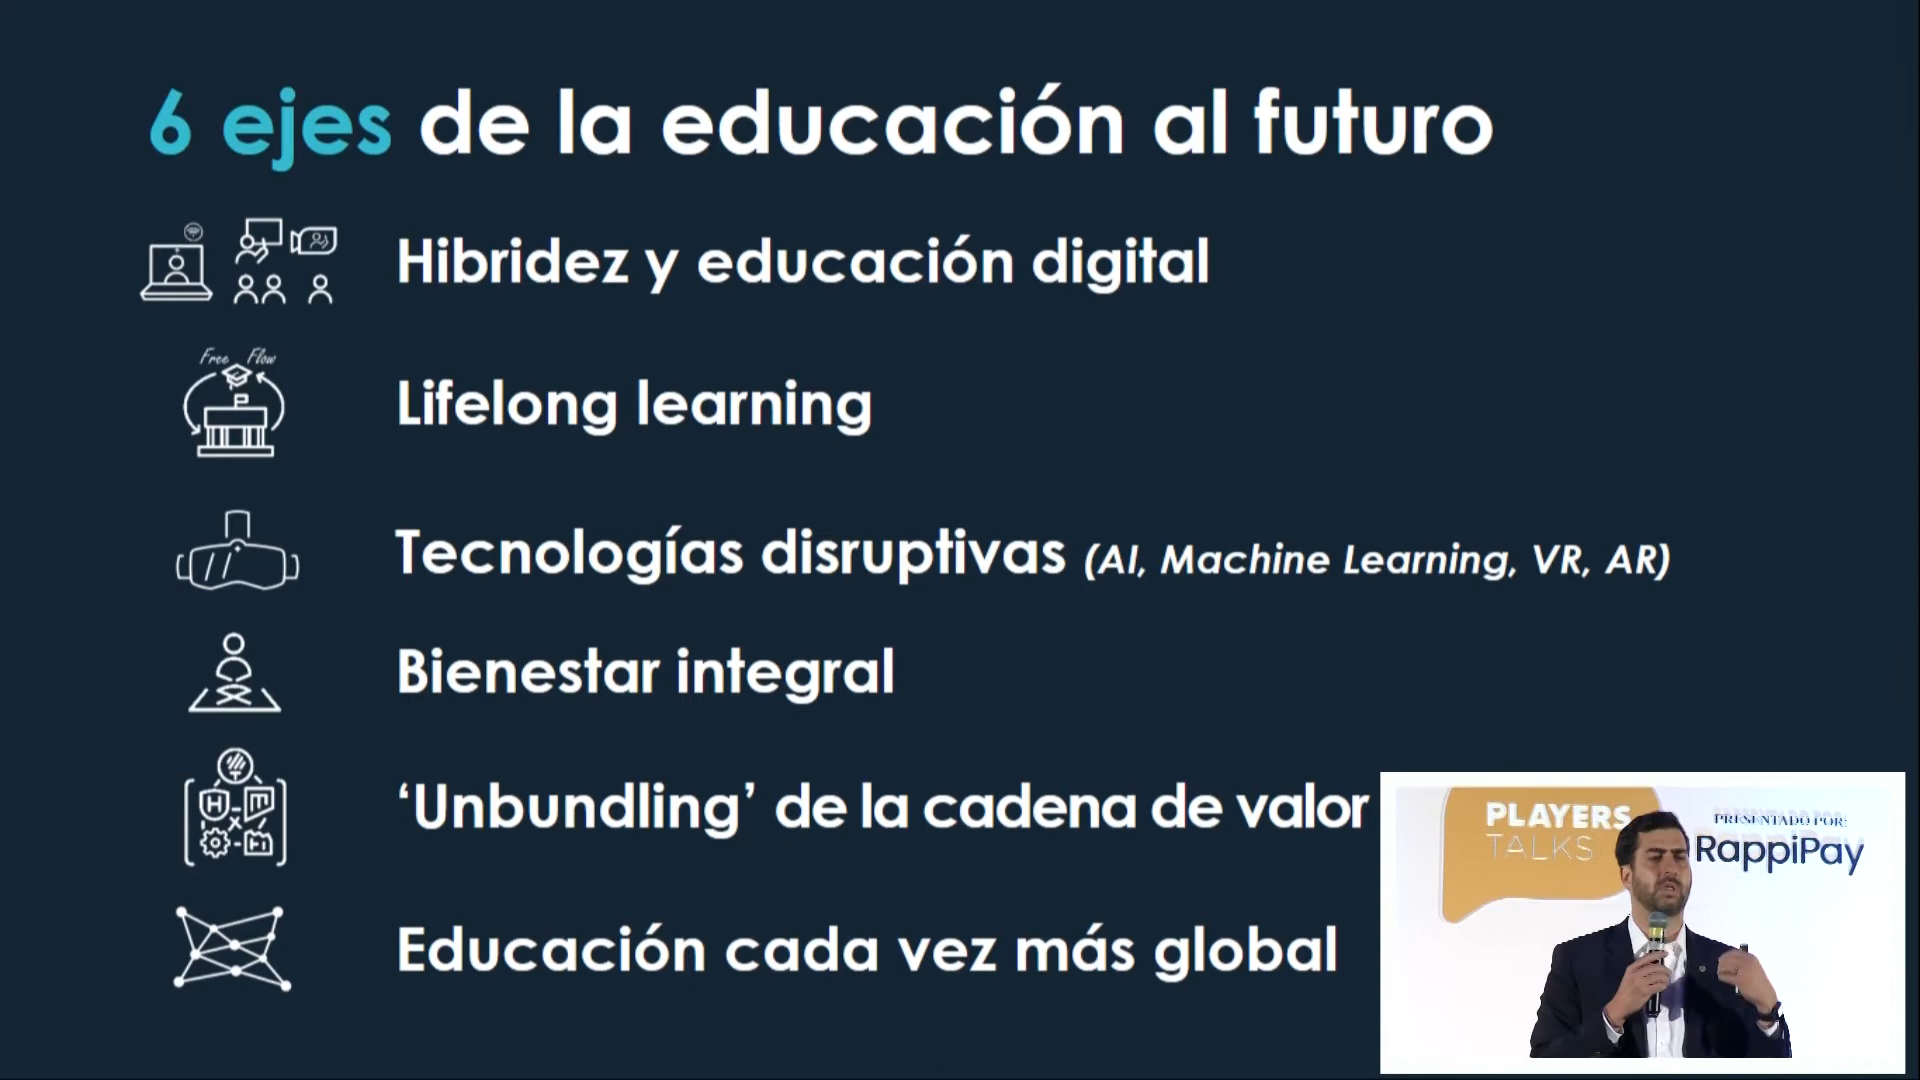 6 ejes de la educación al futuro
Hibridez y educación digital
Free Flow
Lifelong learning
Tecnologías disruptivas (AI, Machine Learning, VR, AR)
Bienestar integral
‘Unbundling’ de la cadena de valor
Educación cada vez más global
PLAYERS
TALKS
PRESENTADO POR:
RappiPay